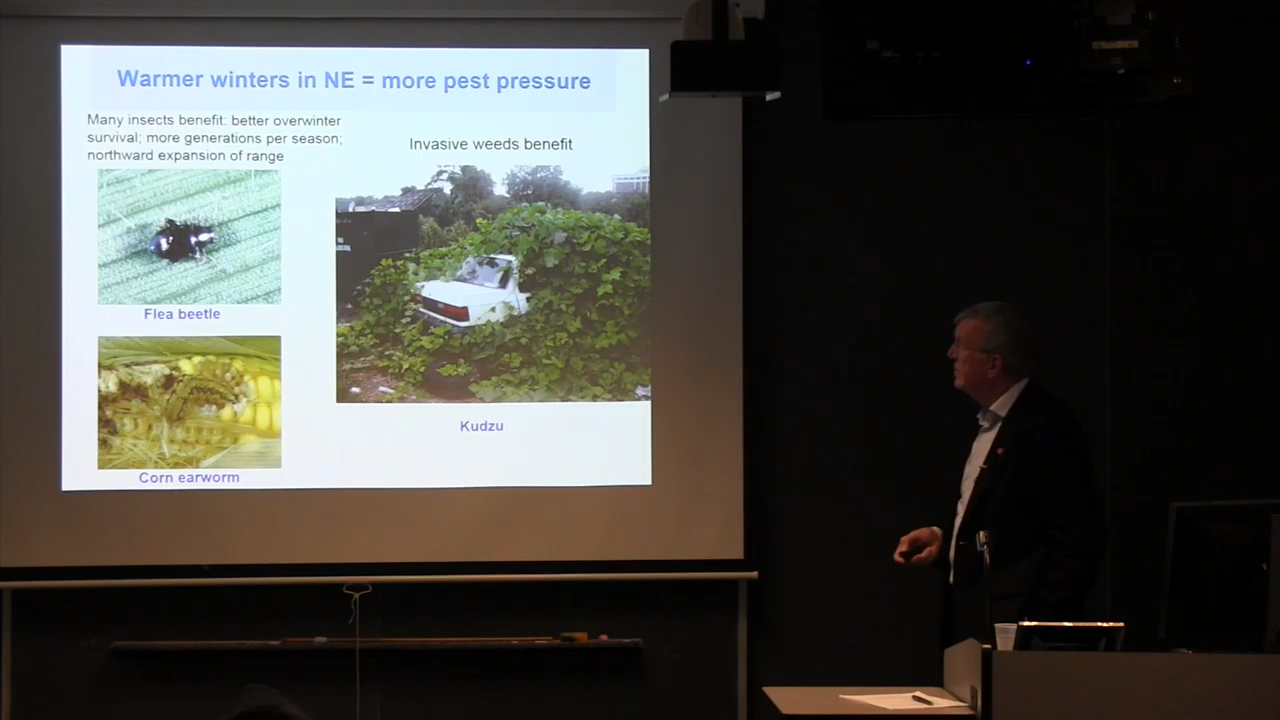 Warmer winters in NE = more pest pressure
Many insects benefit: better overwinter
survival; more generations per season;
northward expansion of range
Invasive weeds benefit
Flea beetle
Kudzu
Corn earworm